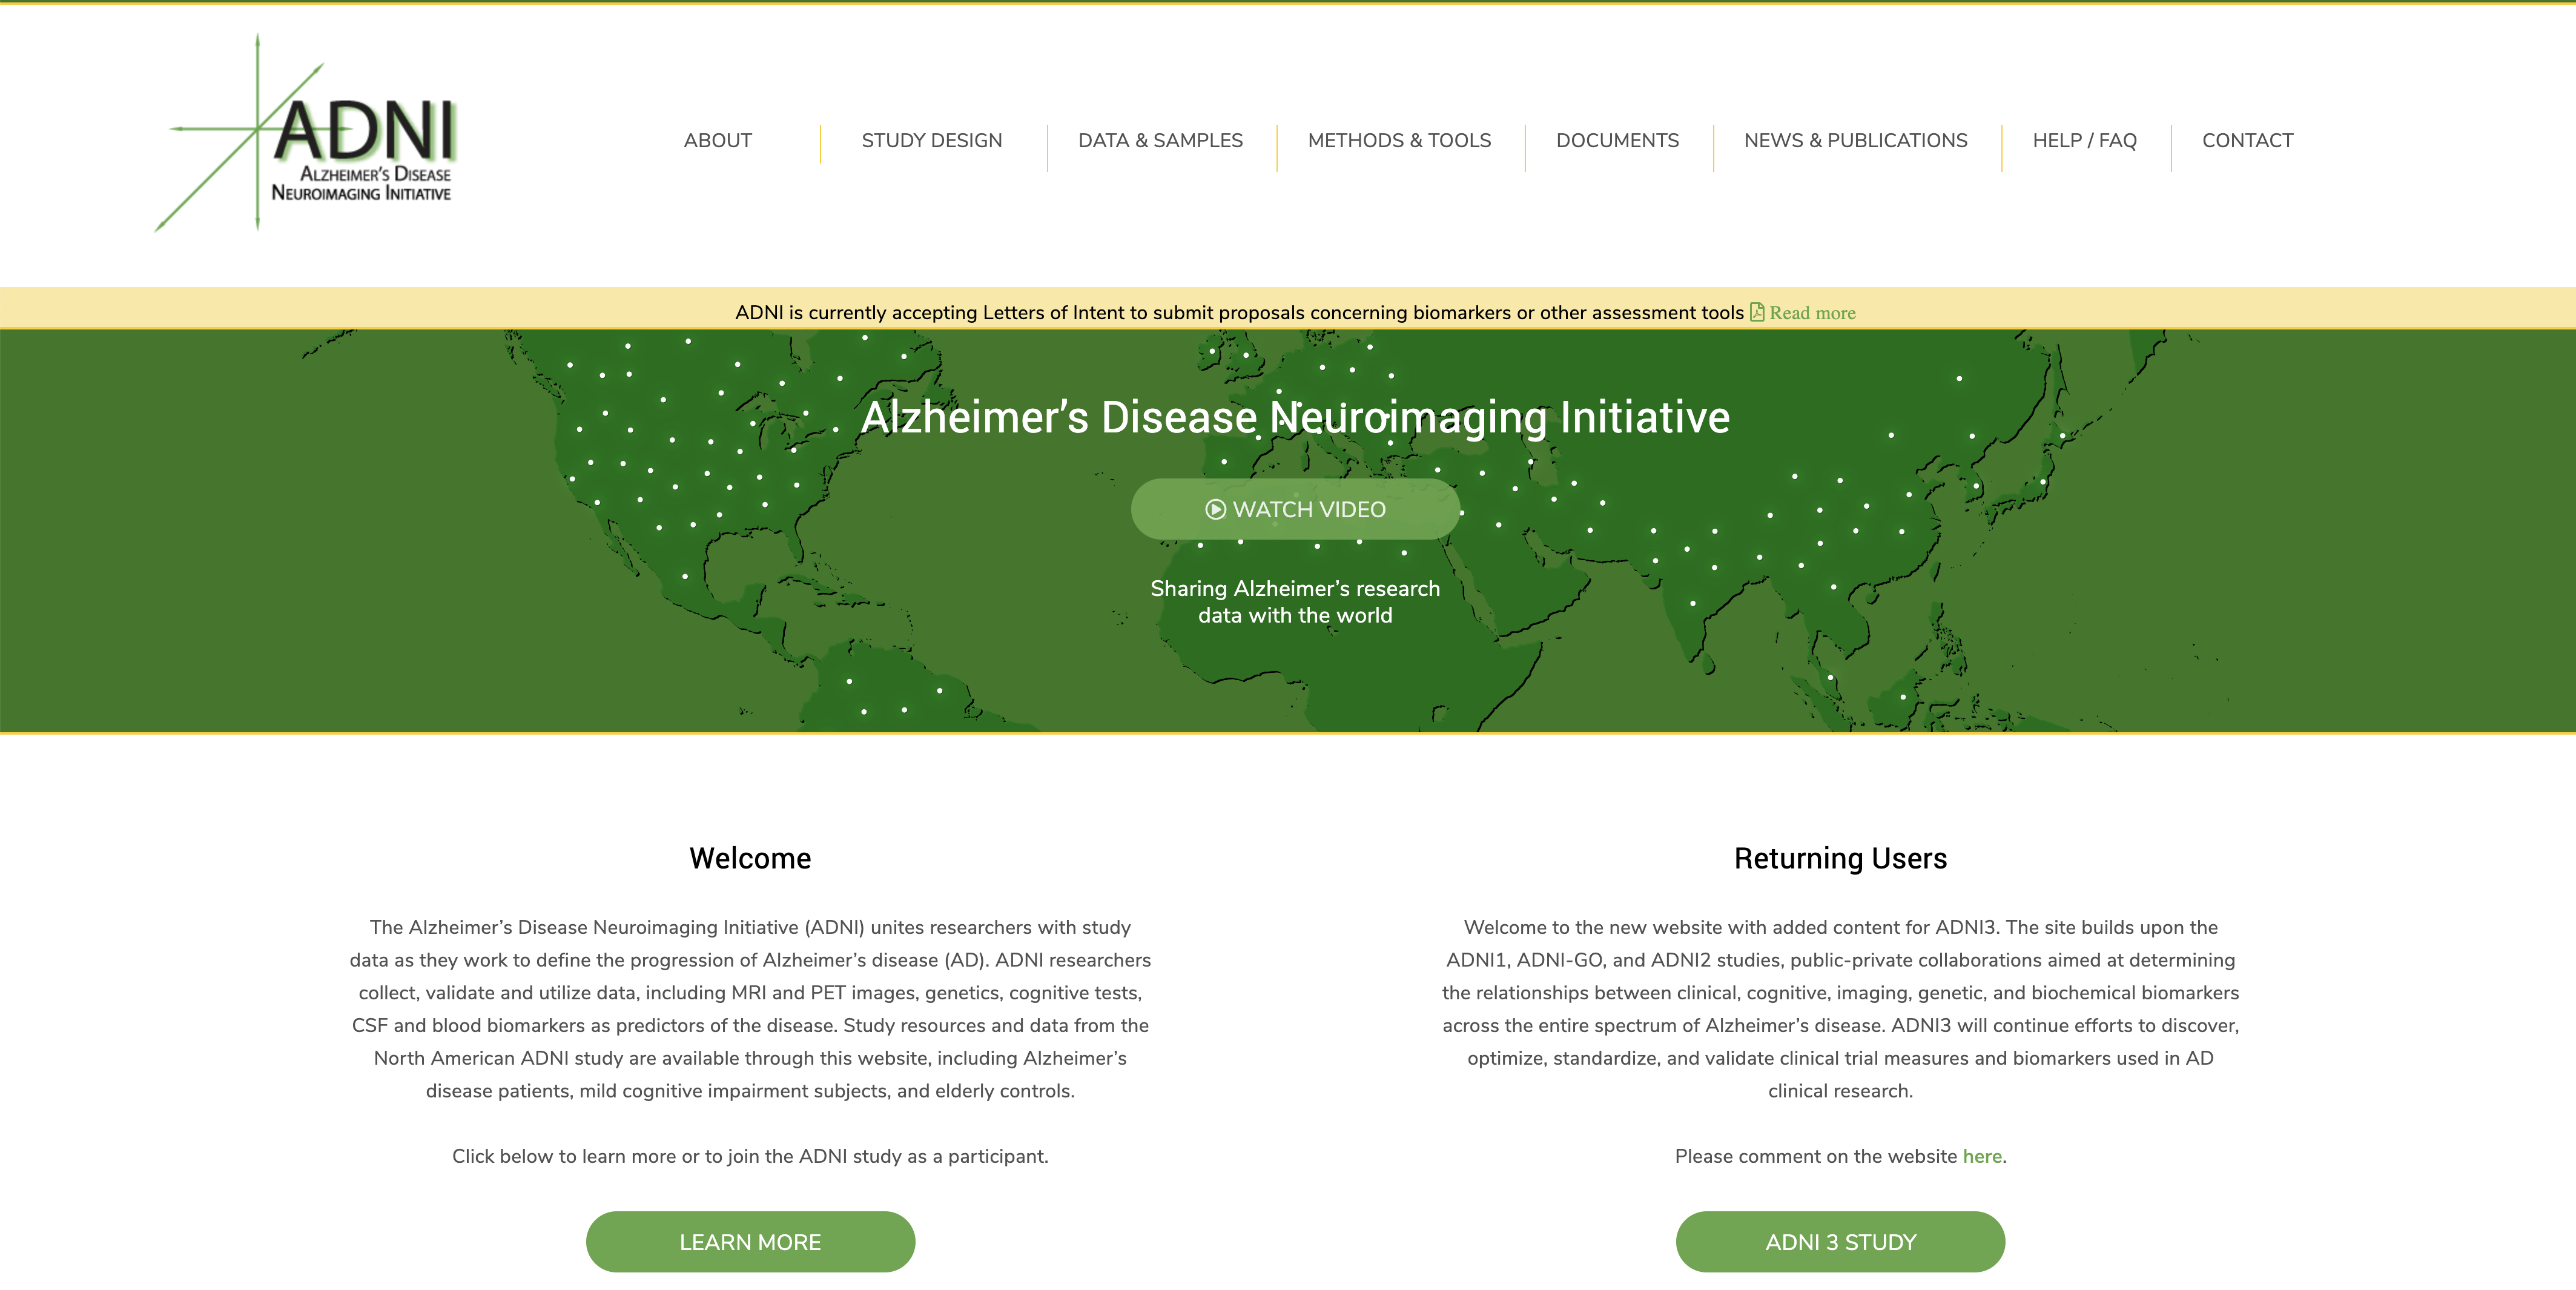 ADNI
ALZHEIMER'S DISEASE
NEUROIMAGING INITIATIVE
ABOUT
STUDY DESIGN
DATA & SAMPLES
METHODS & TOOLS
DOCUMENTS
NEWS & PUBLICATIONS
HELP / FAQ
CONTACT
ADNI is currently accepting Letters of Intent to submit proposals concerning biomarkers or other assessment tools Read more
Alzheimer's Disease Neuroimaging Initiative
WATCH VIDEO
Sharing Alzheimer's research
data with the world
Welcome
The Alzheimer's Disease Neuroimaging Initiative (ADNI) unites researchers with study
data as they work to define the progression of Alzheimer's disease (AD). ADNI researchers
collect, validate and utilize data, including MRI and PET images, genetics, cognitive tests,
CSF and blood biomarkers as predictors of the disease. Study resources and data from the
North American ADNI study are available through this website, including Alzheimer's
disease patients, mild cognitive impairment subjects, and elderly controls.
Click below to learn more or to join the ADNI study as a participant.
LEARN MORE
Returning Users
Welcome to the new website with added content for ADNI3. The site builds upon the
ADNI1, ADNI-GO, and ADNI2 studies, public-private collaborations aimed at determining
the relationships between clinical, cognitive, imaging, genetic, and biochemical biomarkers
across the entire spectrum of Alzheimer's disease. ADNI3 will continue efforts to discover,
optimize, standardize, and validate clinical trial measures and biomarkers used in AD
clinical research.
Please comment on the website here.
ADNI 3 STUDY